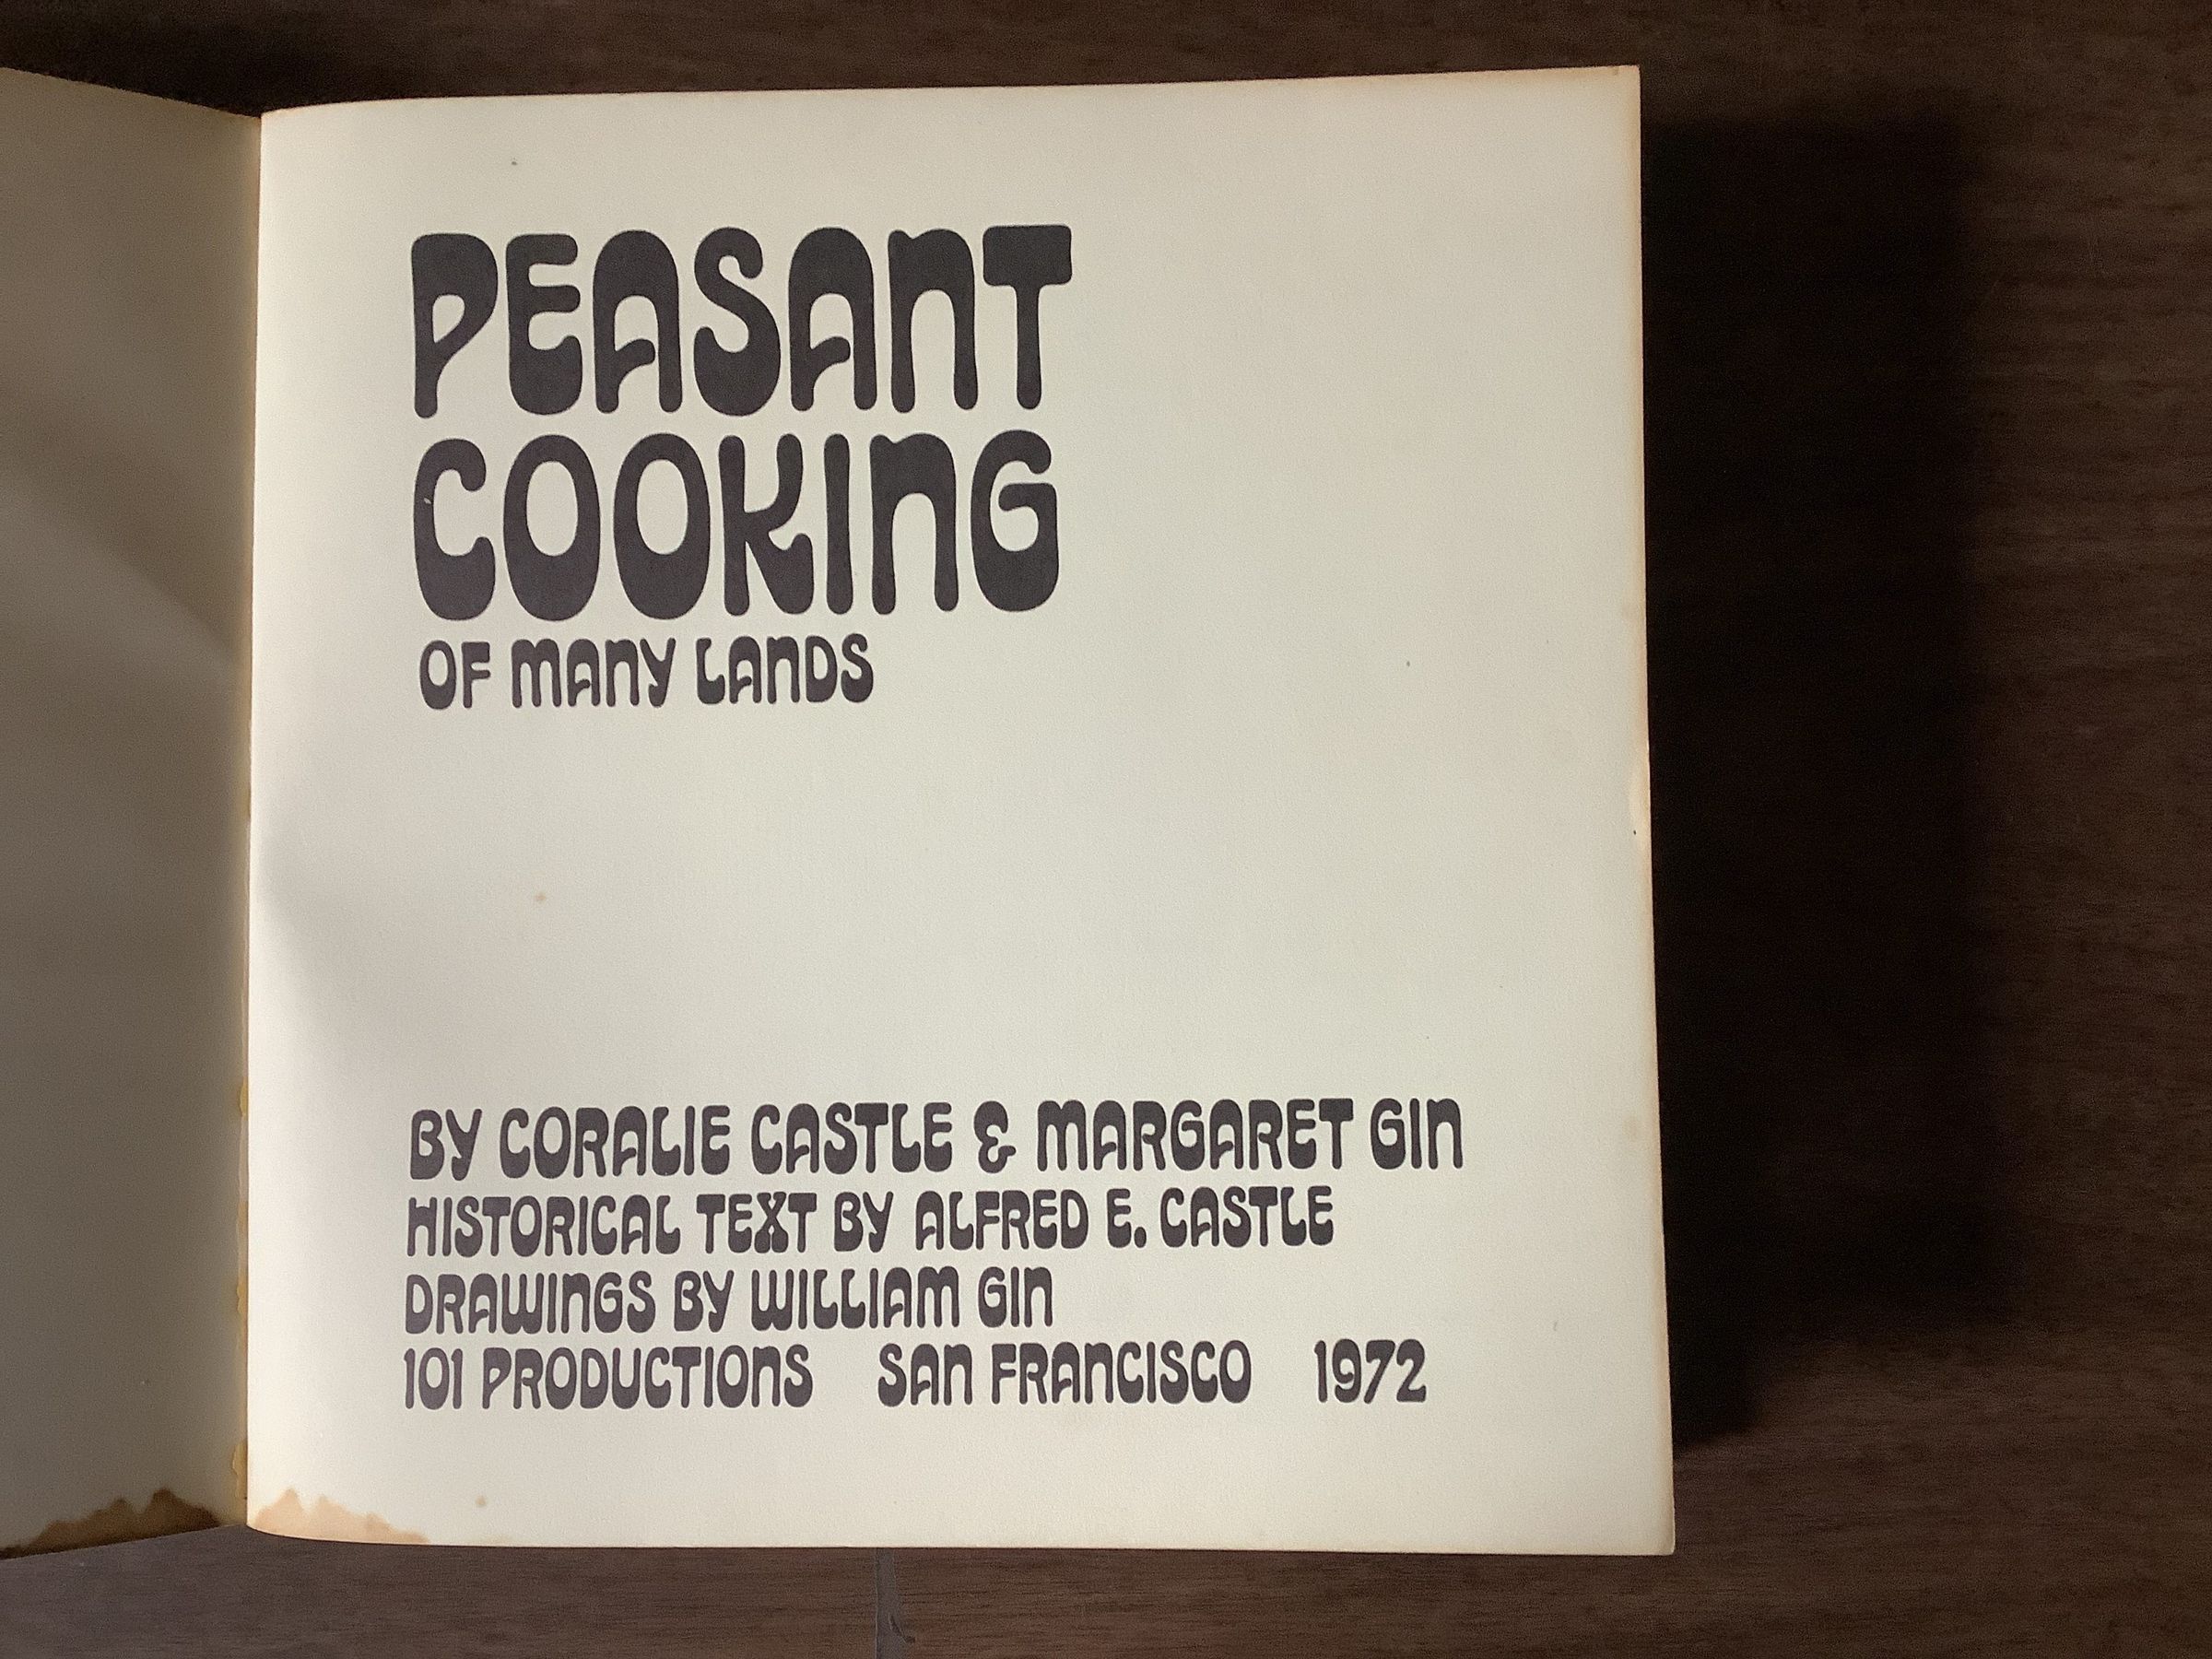 PEASANT
COOKING
OF MANY LANDS
BY CORALIE CASTLE & MARGARET GIN
HISTORICAL TEXT BY ALFRED E. CASTLE
DRAWINGS BY WILLIAM GIN
101 PRODUCTIONS SAN FRANCISCO 1972